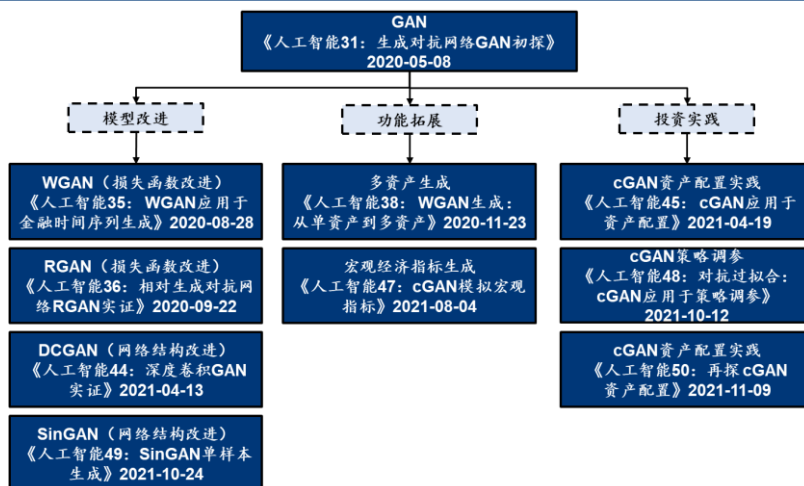 GAN
《人工智能31：生成对抗网络GAN初探》
2020-05-08
模型改进
功能拓展
投资实践
WGAN（损失函数改进）
《人工智能35：WGAN应用于
金融时间序列生成》2020-08-28
RGAN（损失函数改进）
《人工智能36：相对生成对抗网
络RGAN实证》2020-09-22
DCGAN（网络结构改进）
《人工智能44：深度卷积GAN
实证》2021-04-13
SinGAN（网络结构改进）
《人工智能49：SinGAN单样本
生成》2021-10-24
多资产生成
《人工智能38：WGAN生成：
从单资产到多资产》2020-11-23
宏观经济指标生成
《人工智能47：cGAN模拟宏观
指标》2021-08-04
cGAN资产配置实践
《人工智能45：cGAN应用于
资产配置》2021-04-19
cGAN策略调参
《人工智能48：对抗过拟合：
cGAN应用于策略调参》
2021-10-12
cGAN资产配置实践
《人工智能50：再探cGAN
资产配置》2021-11-09